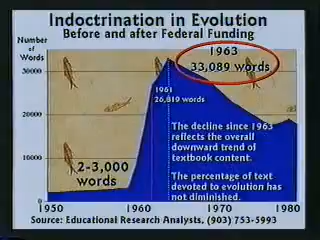 Indoctrination in Evolution
Before and after Federal Funding
Number
of
Words
1963
33,089 words
30000
1961
26,819 words
20000
The decline since 1963
reflects the overall
downward trend of
textbook content.
10000
2-3,000
words
The percentage of text
devoted to evolution has
not diminished.
0
1950
1960
1970
1980
Source: Educational Research Analysts, (903) 753-5993